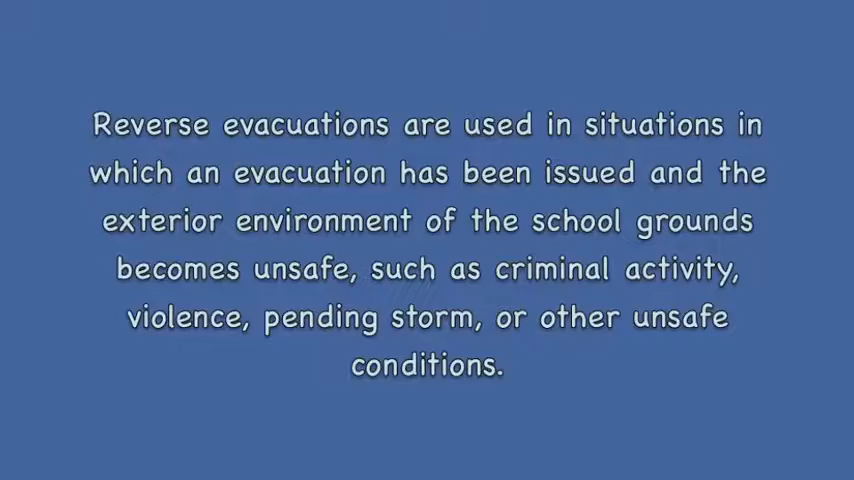 Reverse evacuations are used in situations in
which an evacuation has been issued and the
exterior environment of the school grounds
becomes unsafe, such as criminal activity,
violence, pending storm, or other unsafe
conditions.